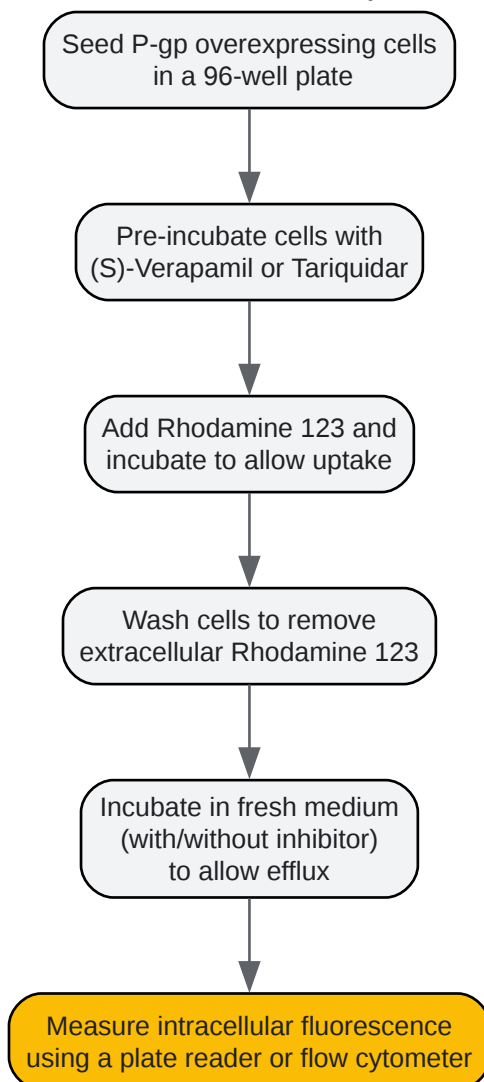 Seed P-gp overexpressing cells
in a 96-well plate
Pre-incubate cells with
(S)-Verapamil or Tariquidar
Add Rhodamine 123 and
incubate to allow uptake
Wash cells to remove
extracellular Rhodamine 123
Incubate in fresh medium
(with/without inhibitor)
to allow efflux
Measure intracellular fluorescence
using a plate reader or flow cytometer